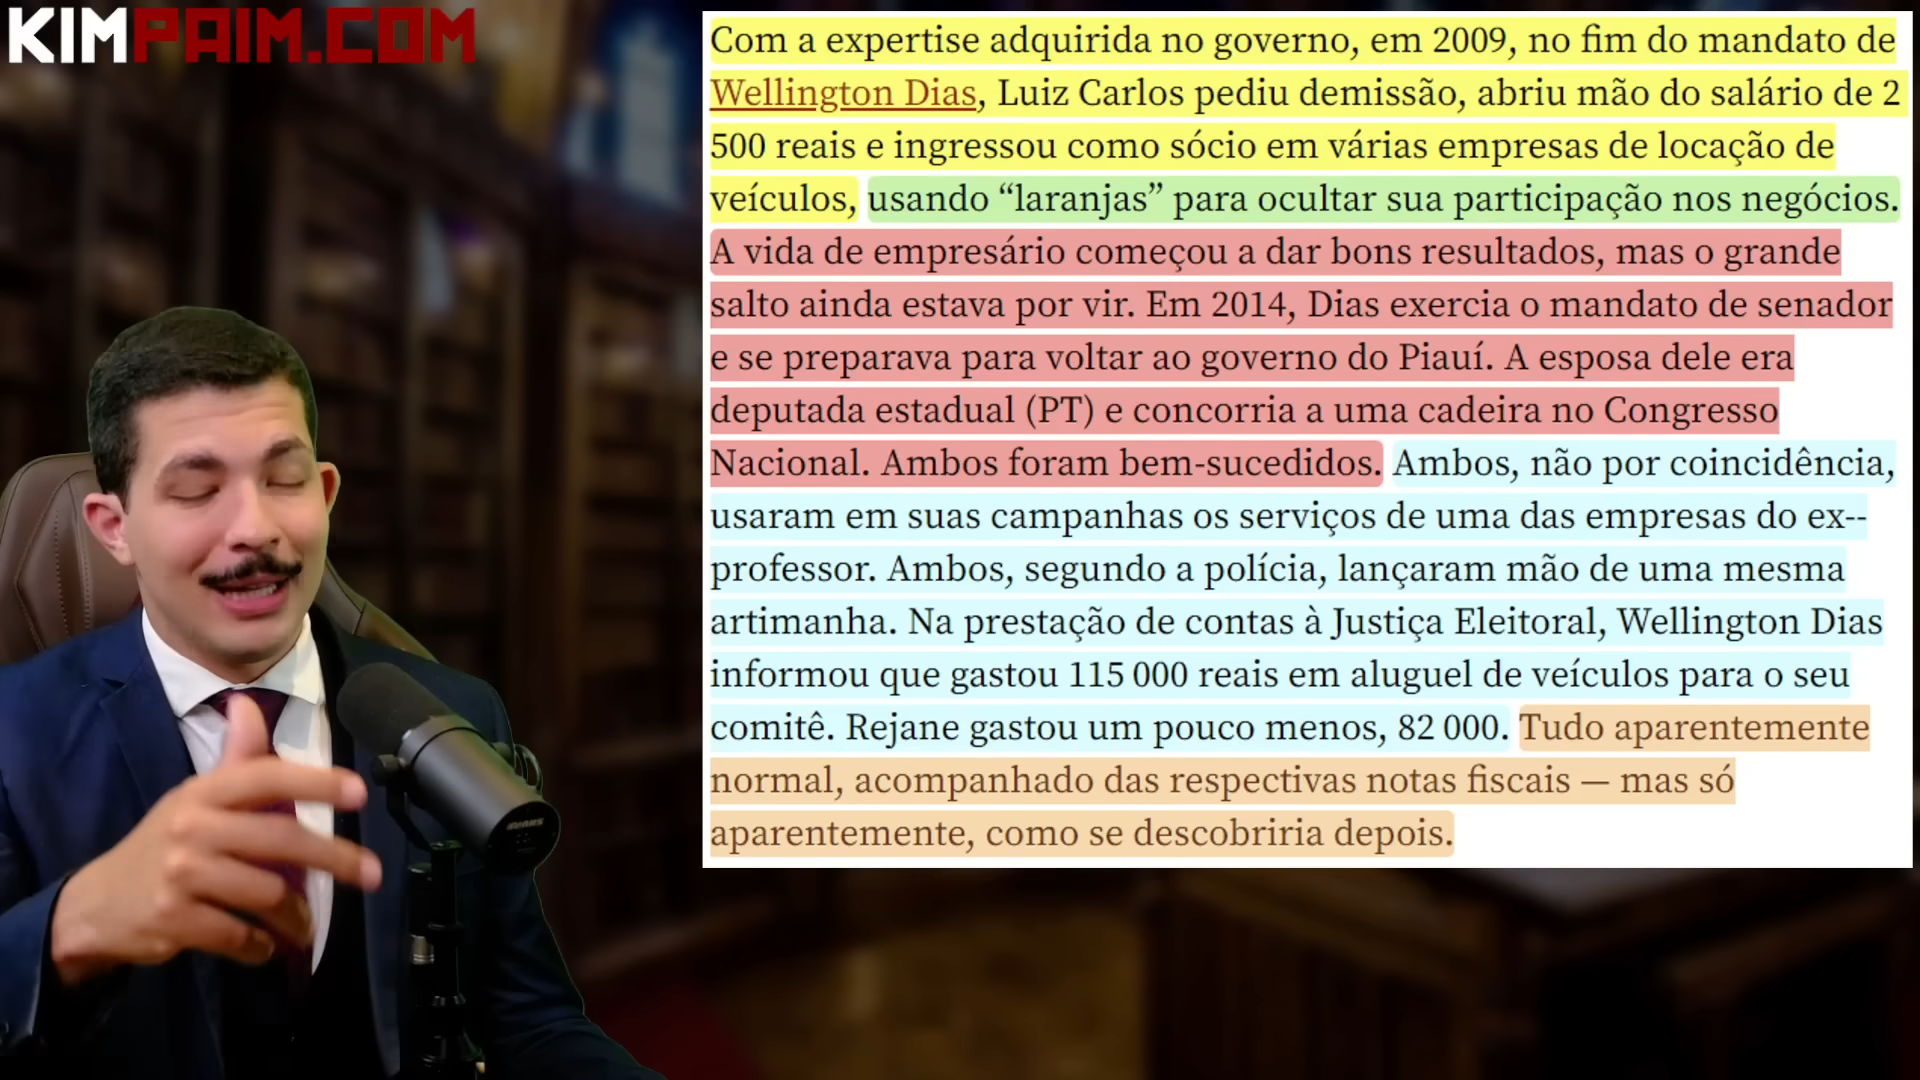 KIMPAIM.COM
Com a expertise adquirida no governo, em 2009, no fim do mandato de
Wellington Dias, Luiz Carlos pediu demissão, abriu mão do salário de 2
500 reais e ingressou como sócio em várias empresas de locação de
veículos, usando “laranjas” para ocultar sua participação nos negócios.
A vida de empresário começou a dar bons resultados, mas o grande
salto ainda estava por vir. Em 2014, Dias exercia o mandato de senador
e se preparava para voltar ao governo do Piauí. A esposa dele era
deputada estadual (PT) e concorria a uma cadeira no Congresso
Nacional. Ambos foram bem-sucedidos. Ambos, não por coincidência,
usaram em suas campanhas os serviços de uma das empresas do ex--
professor. Ambos, segundo a polícia, lançaram mão de uma mesma
artimanha. Na prestação de contas à Justiça Eleitoral, Wellington Dias
informou que gastou 115 000 reais em aluguel de veículos para o seu
comitê. Rejane gastou um pouco menos, 82 000. Tudo aparentemente
normal, acompanhado das respectivas notas fiscais — mas só
aparentemente, como se descobriria depois.
SHURE